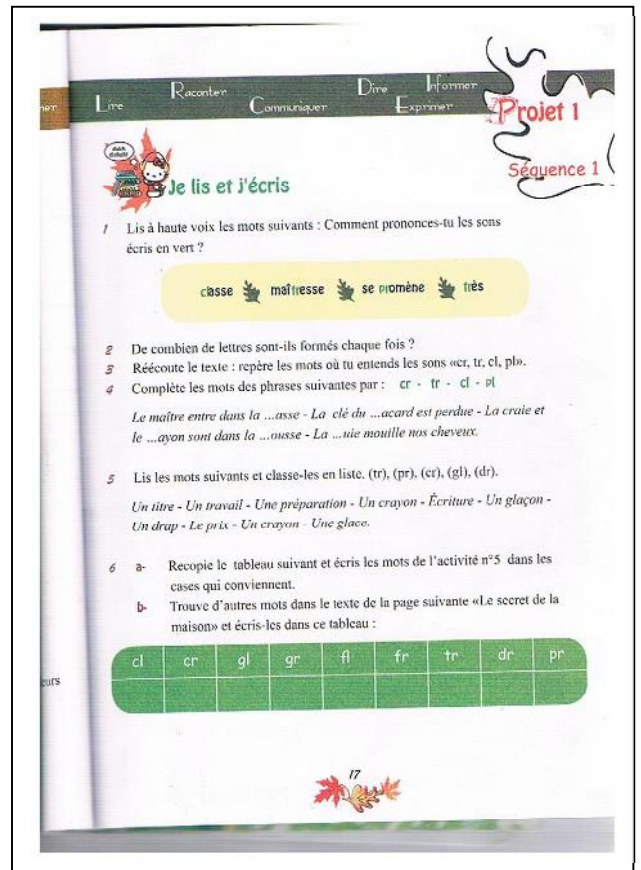 ner
Lire Raconter Communiquer Dire Exprimer Informer
Projet 1
Séquence 1
Je lis et j'écris
1 Lis à haute voix les mots suivants : Comment prononces-tu les sons
écris en vert ?
classe maîtresse se promène très
2 De combien de lettres sont-ils formés chaque fois ?
3 Réécoute le texte : repère les mots où tu entends les sons «cr, tr, cl, pl».
4 Complète les mots des phrases suivantes par : cr - tr - cl - pl
Le maître entre dans la ...asse - La clé du ...acard est perdue - La craie et
le ...ayon sont dans la ...ousse - La ...uie mouille nos cheveux.
5 Lis les mots suivants et classe-les en liste. (tr), (pr), (cr), (gl), (dr).
Un titre - Un travail - Une préparation - Un crayon - Écriture - Un glaçon -
Un drap - Le prix - Un crayon - Une glace.
6 a- Recopie le tableau suivant et écris les mots de l'activité n°5 dans les
cases qui conviennent.
b- Trouve d'autres mots dans le texte de la page suivante «Le secret de la
maison» et écris-les dans ce tableau :
cl cr gl gr fl fr tr dr pr
eurs
17